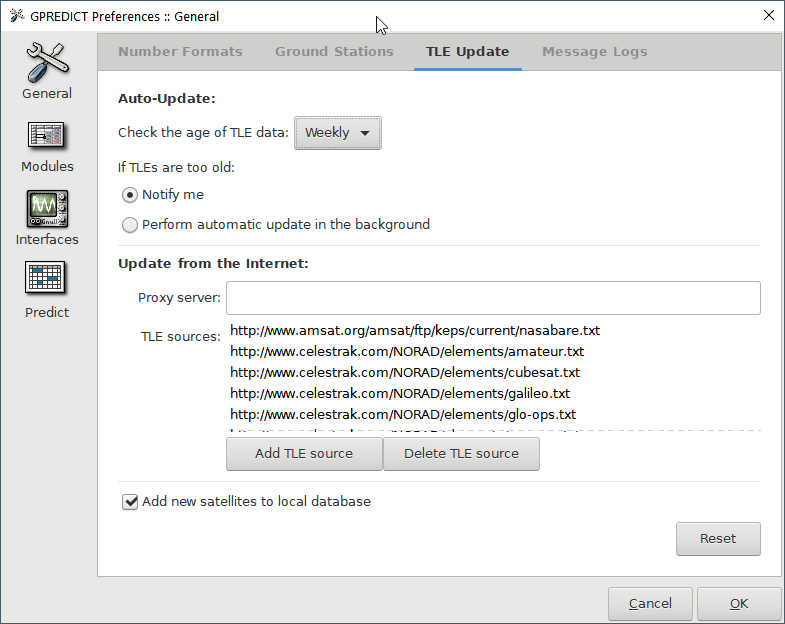 GPREDICT Preferences :: General
General
Modules
Interfaces
Predict
Number Formats Ground Stations TLE Update Message Logs
Auto-Update:
Check the age of TLE data: Weekly
If TLEs are too old:
Notify me
Perform automatic update in the background
Update from the Internet:
Proxy server:
TLE sources:
http://www.amsat.org/amsat/ftp/keps/current/nasabare.txt
http://www.celestrak.com/NORAD/elements/amateur.txt
http://www.celestrak.com/NORAD/elements/cubesat.txt
http://www.celestrak.com/NORAD/elements/galileo.txt
http://www.celestrak.com/NORAD/elements/glo-ops.txt
Add TLE source Delete TLE source
Add new satellites to local database
Reset
Cancel OK